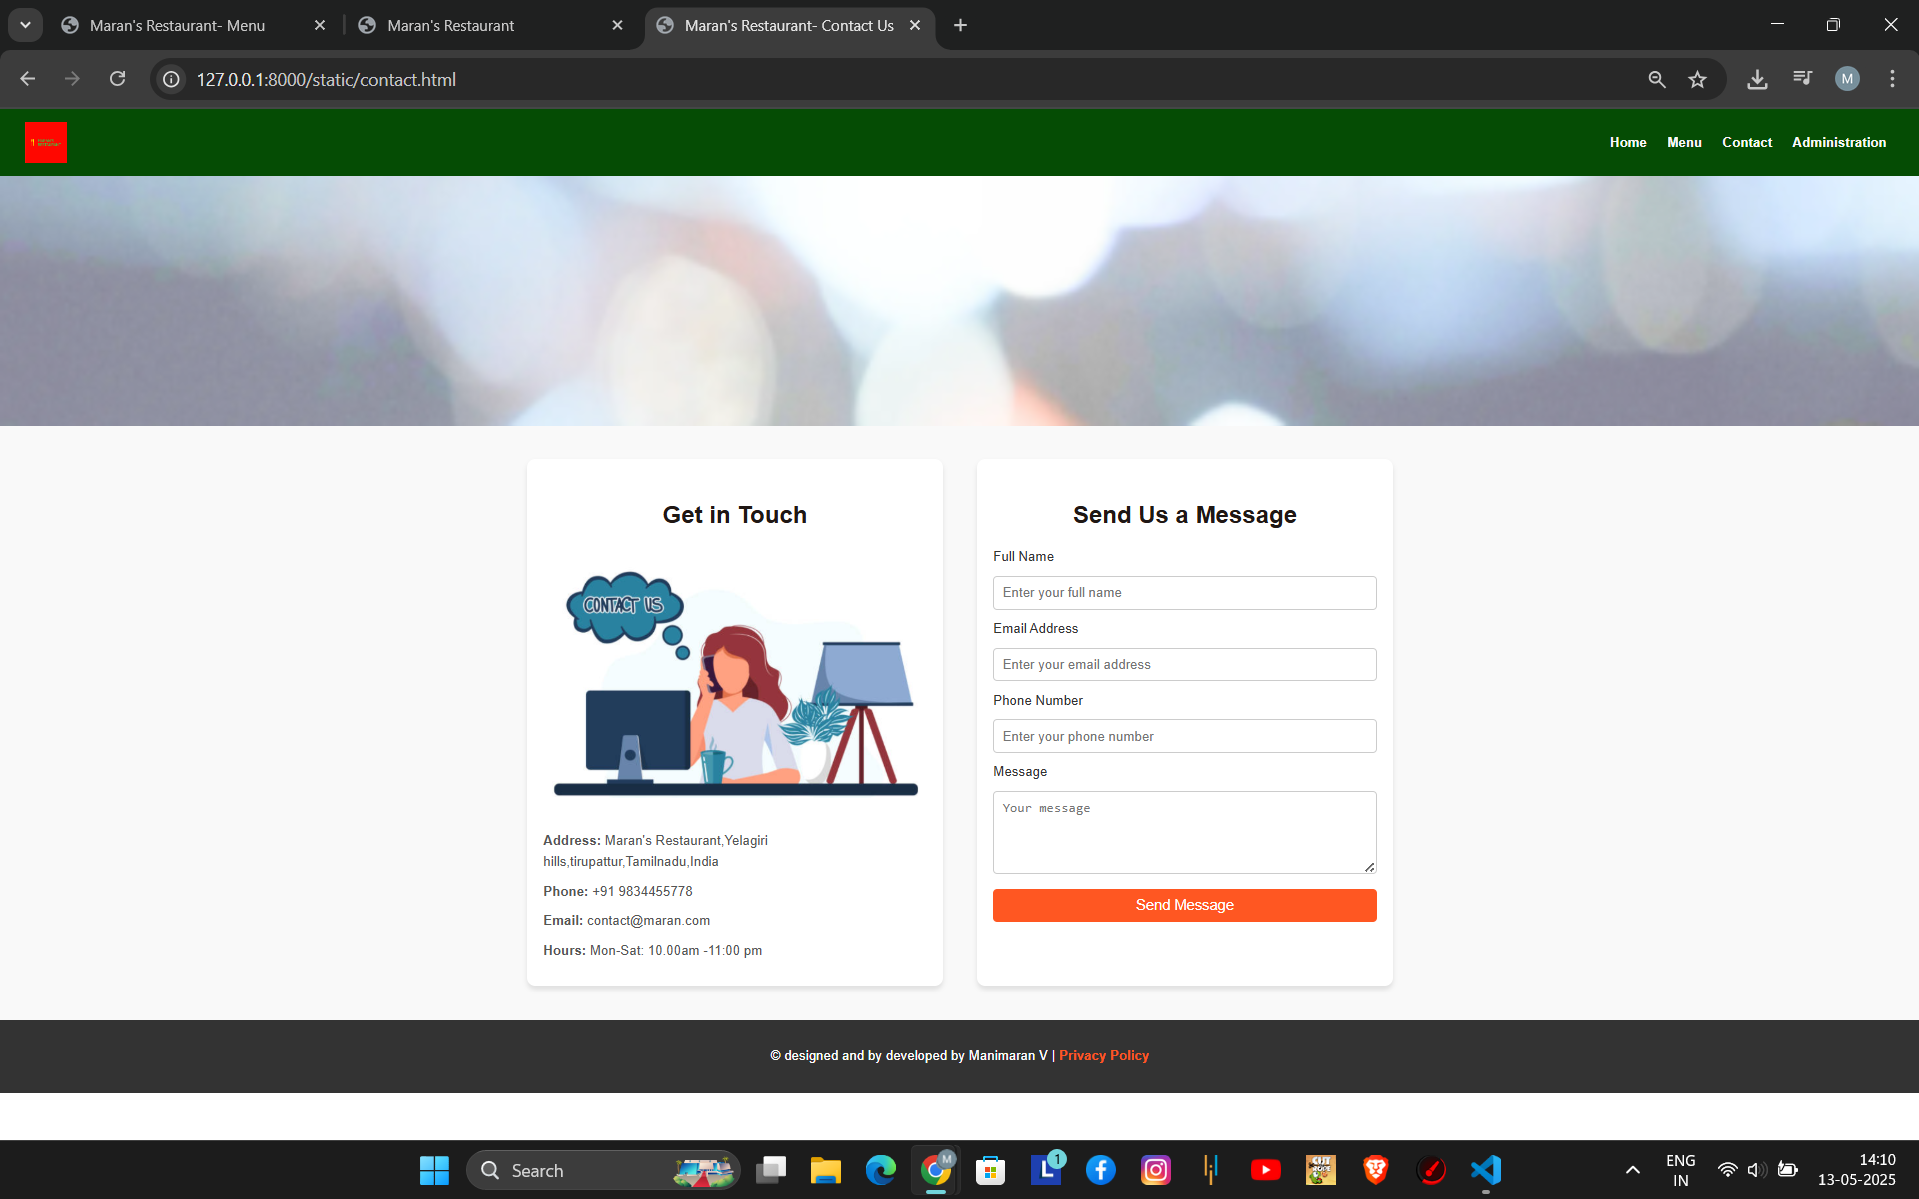 Maran's Restaurant- Menu
Maran's Restaurant
Maran's Restaurant- Contact Us
127.0.0.1:8000/static/contact.html
M
Home
Menu
Contact
Administration
Get in Touch
CONTACT US
Address: Maran's Restaurant,Yelagiri
hills,tirupattur,Tamilnadu,India
Phone: +91 9834455778
Email: contact@maran.com
Hours: Mon-Sat: 10.00am -11:00 pm
Send Us a Message
Full Name
Enter your full name
Email Address
Enter your email address
Phone Number
Enter your phone number
Message
Your message
Send Message
© designed and by developed by Manimaran V | Privacy Policy
Search
M
L
1
ENG
IN
14:10
13-05-2025